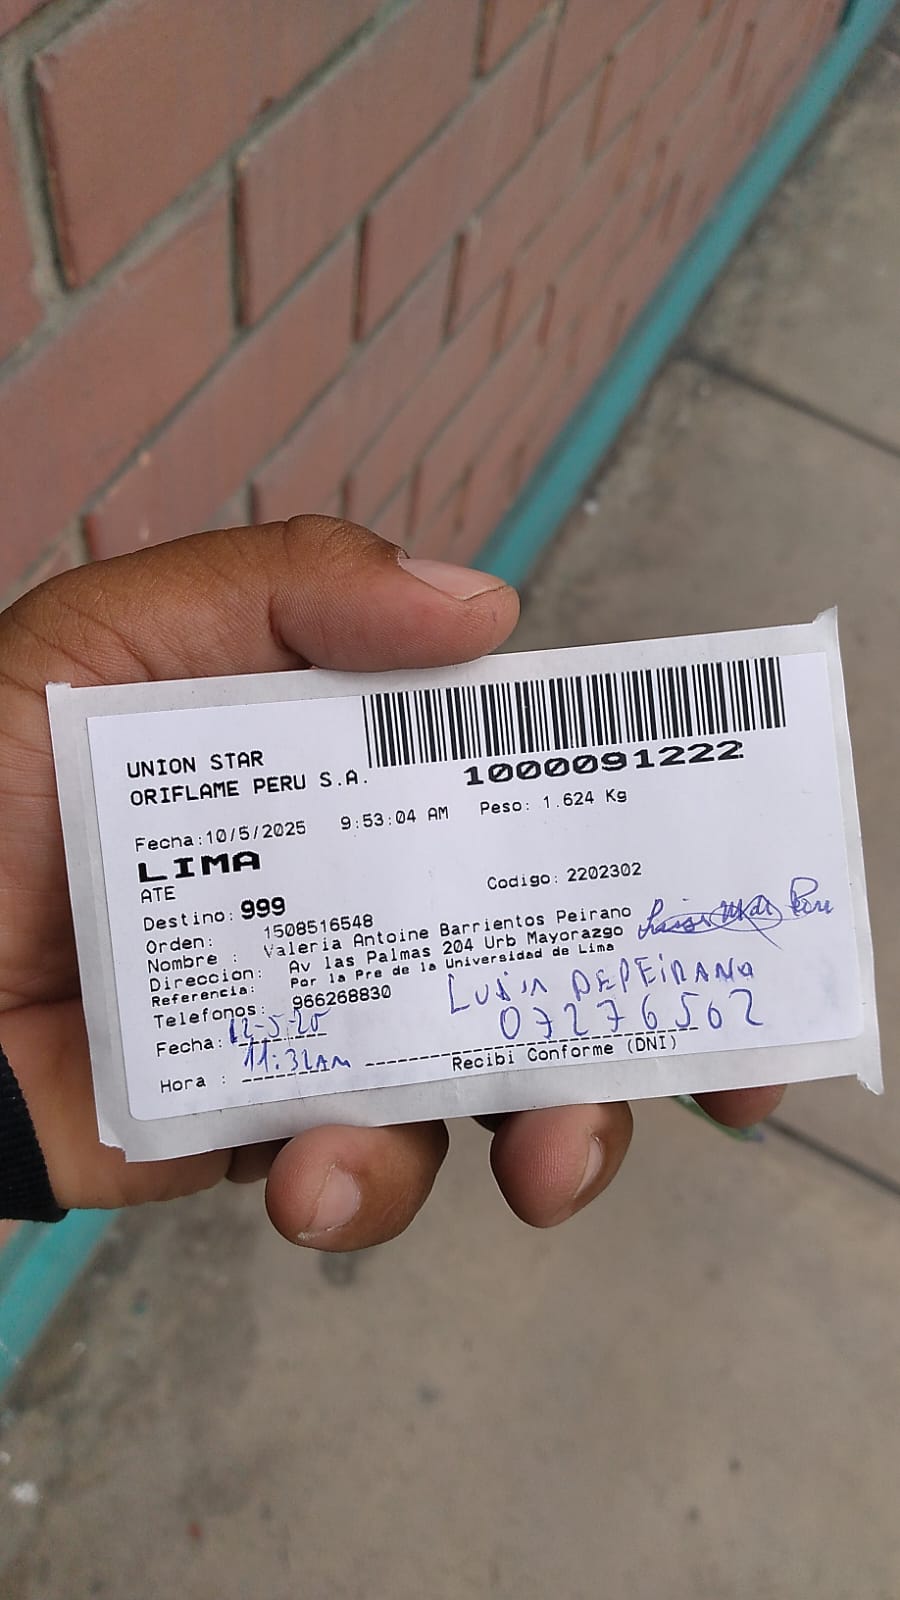 UNION STAR
ORIFLAME PERU S.A.
1000091222
Fecha:10/5/2025 9:53:04 AM Peso: 1.624 Kg
LIMA
ATE
Destino: 999 Codigo: 2202302
Orden: 1508516548
Nombre : Valeria Antoine Barrientos Peirano
Direccion: Av las Palmas 204 Urb Mayorazgo
Referencia: Por la Pre de la Universidad de Lima
Telefonos: 966268830
DEPEIRANO
Fecha: 12-5-25 07276502
Hora : 11:32AM Recibi Conforme (DNI)